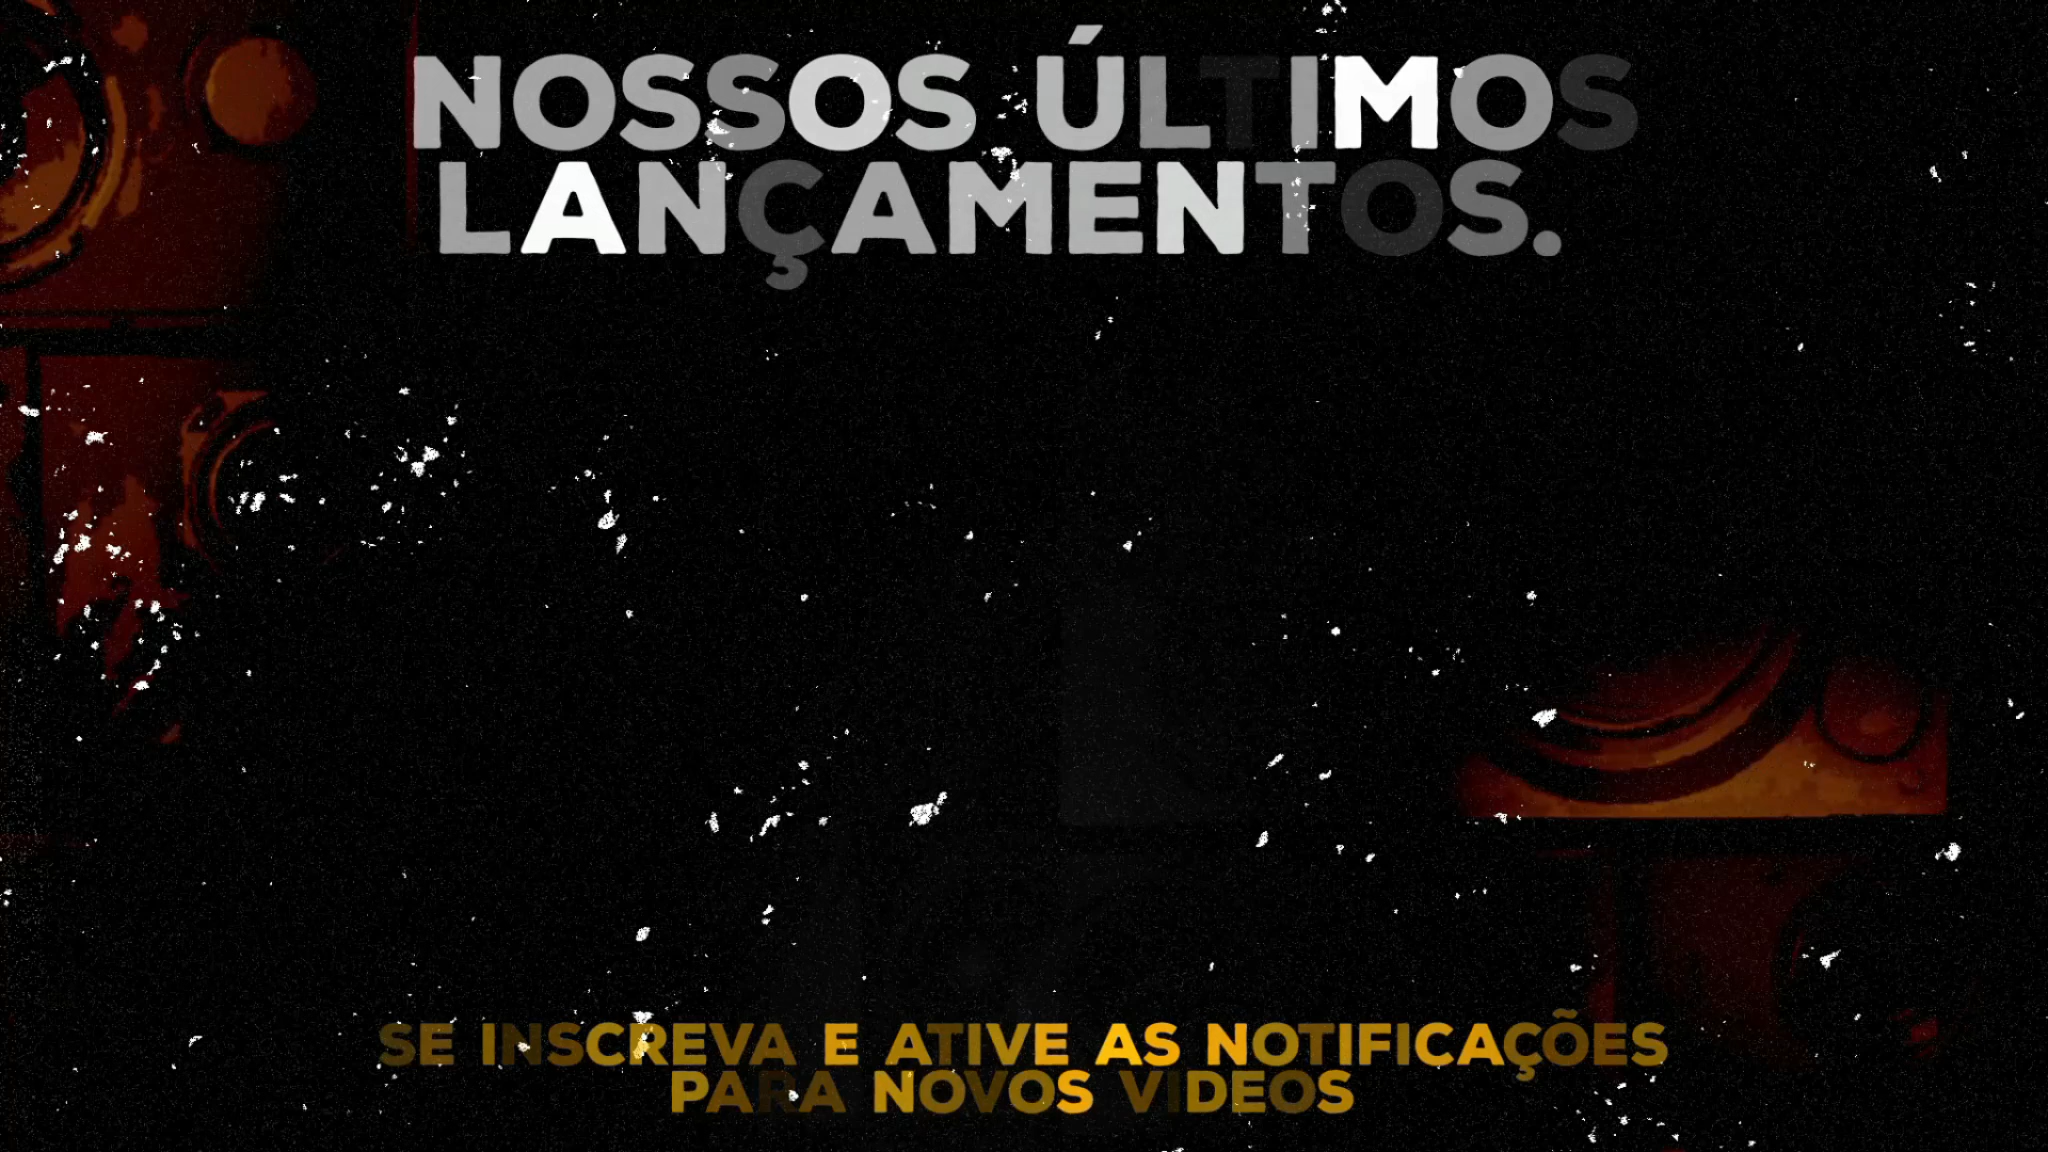 NOSSOS ÚLTIMOS
LANÇAMENTOS.
SE INSCREVA E ATIVE AS NOTIFICAÇÕES
PARA NOVOS VIDEOS